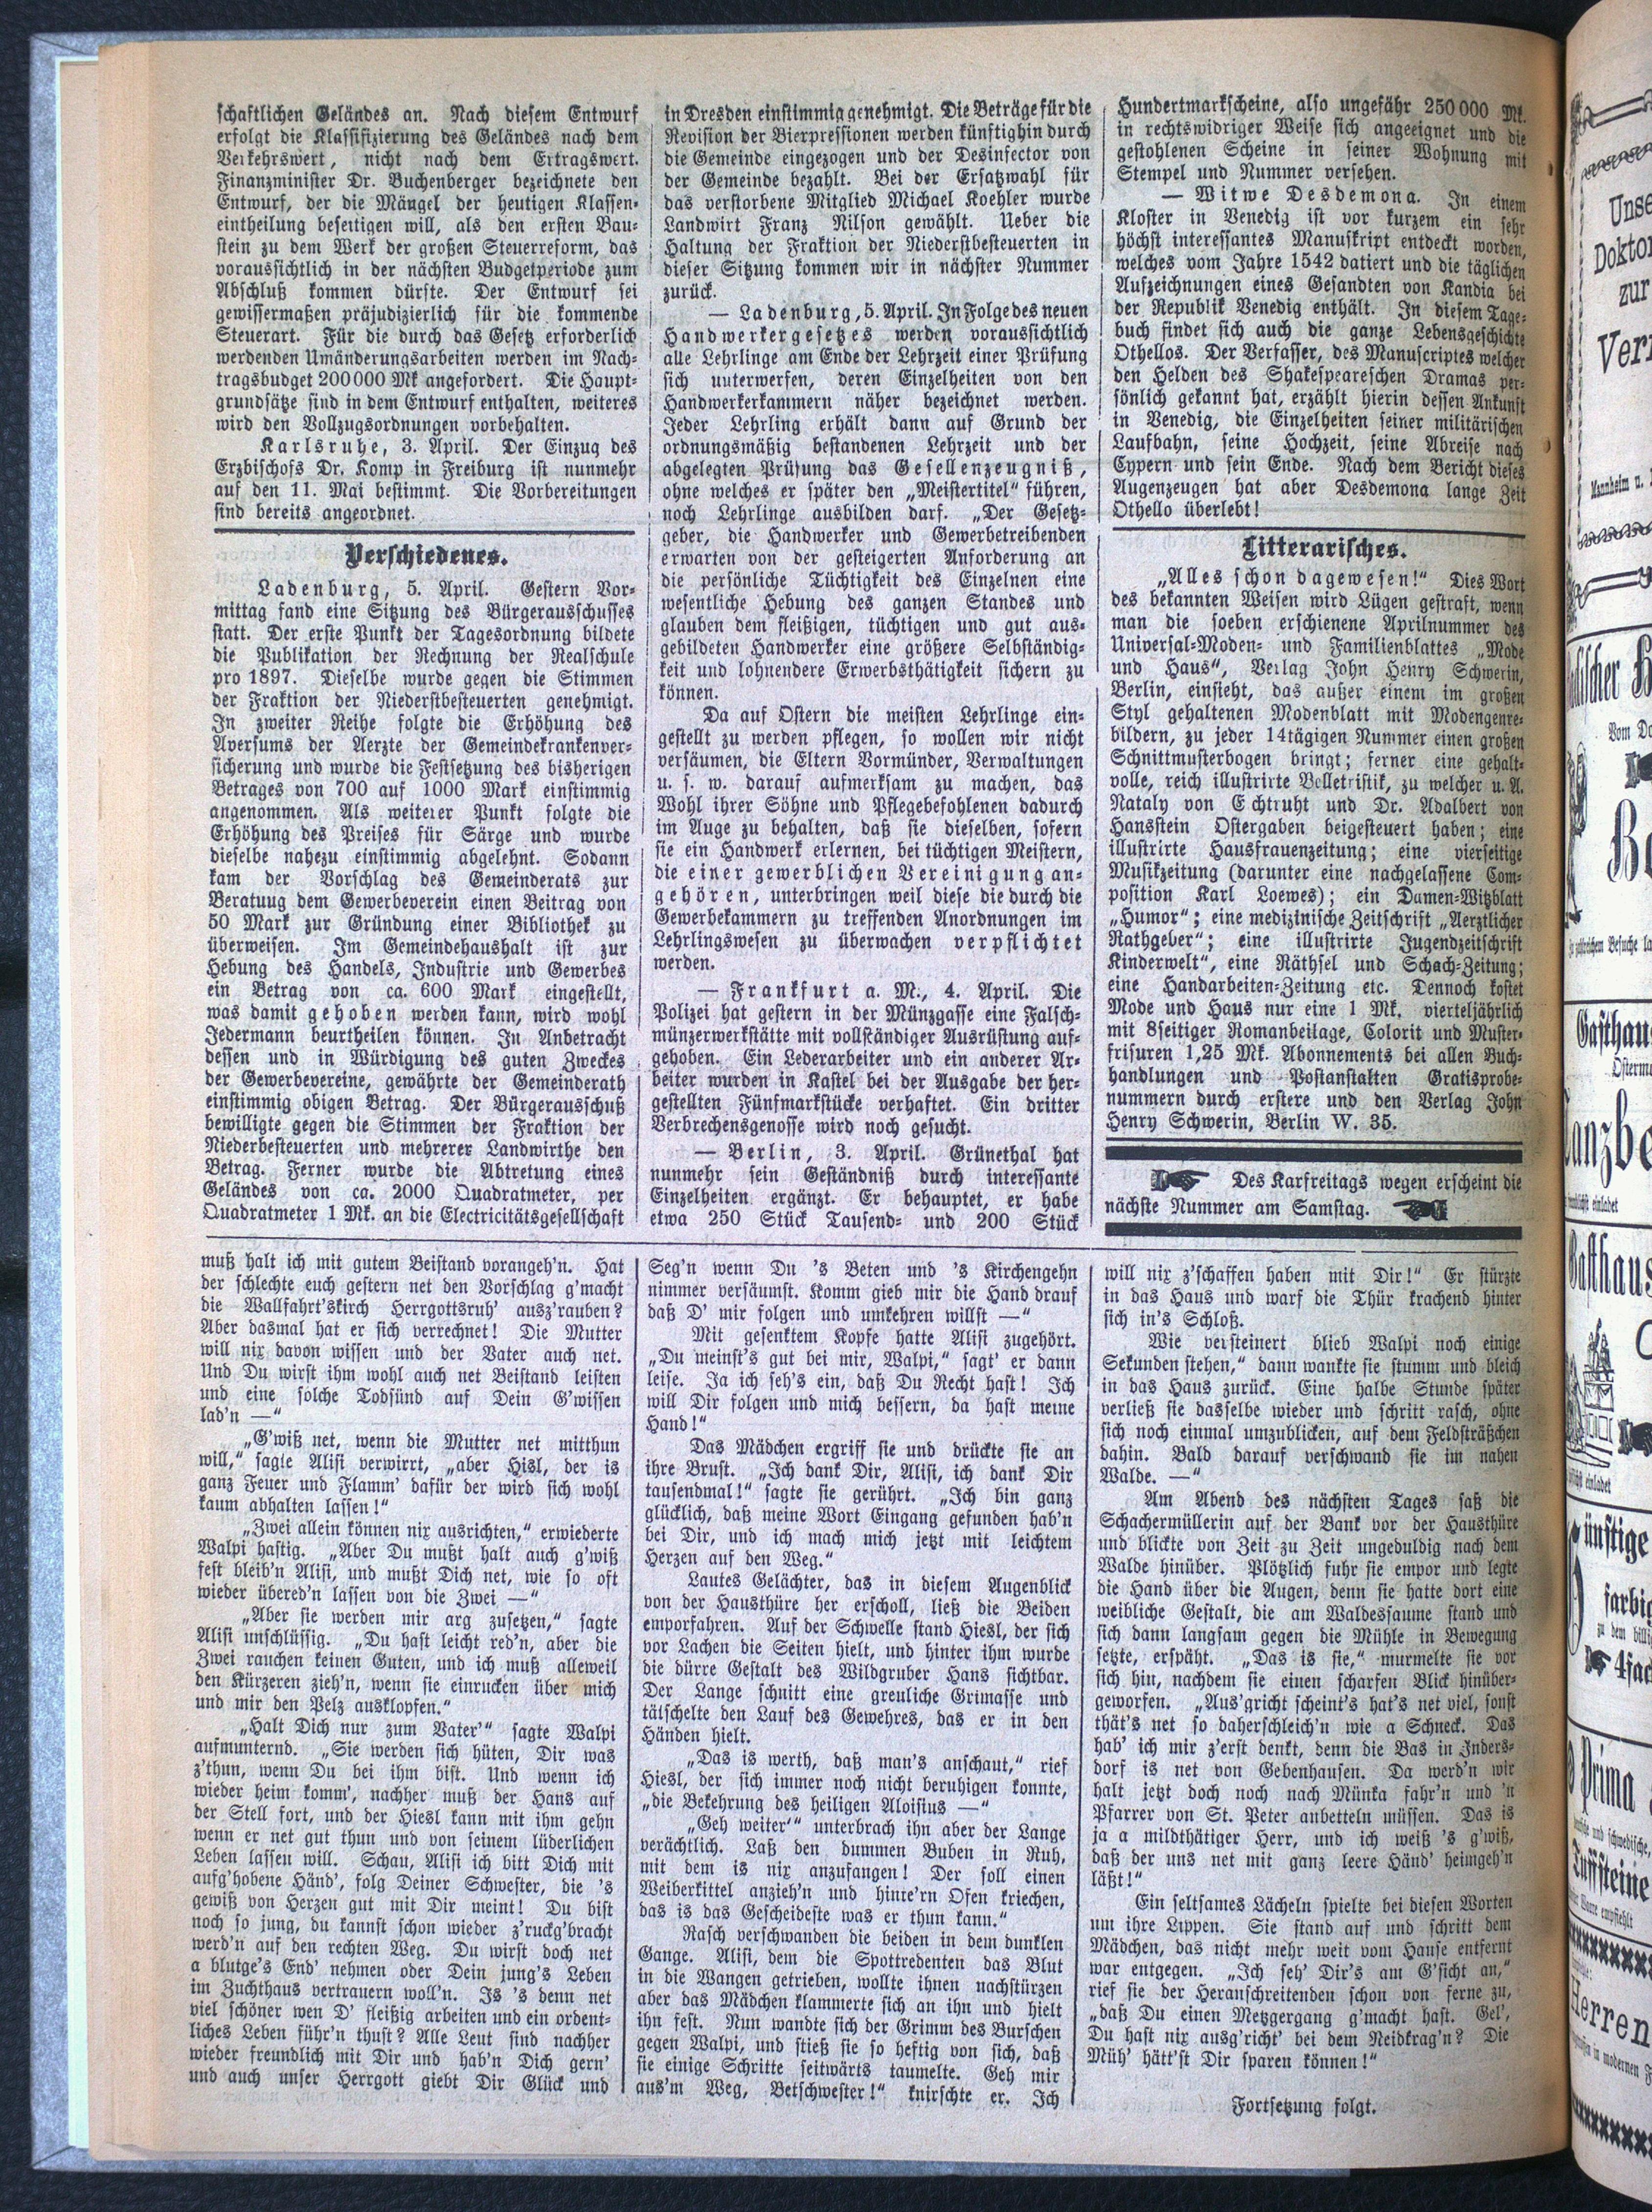 schaftlichen Geländes an. Nach diesem Entwurf
erfolgt die Klassifizierung des Geländes nach dem
Verkehrswert, nicht nach dem Ertragswert.
Finanzminister Dr. Buchenberger bezeichnete den
Entwurf, der die Mängel der heutigen Klassen-
eintheilung beseitigen will, als den ersten Bau-
stein zu dem Werk der großen Steuerreform, das
voraussichtlich in der nächsten Budgetperiode zum
Abschluß kommen dürfte. Der Entwurf sei
gewissermaßen präjudizierlich für die kommende
Steuerart. Für die durch das Gesetz erforderlich
werdenden Umänderungsarbeiten werden im Nach-
tragsbudget 200000 Mk angefordert. Die Haupt-
grundsätze sind in dem Entwurf enthalten, weiteres
wird den Vollzugsordnungen vorbehalten.
Karlsruhe, 3. April. Der Einzug des
Erzbischofs Dr. Komp in Freiburg ist nunmehr
auf den 11. Mai bestimmt. Die Vorbereitungen
sind bereits angeordnet.
Verschiedenes.
Ladenburg, 5. April. Gestern Vor-
mittag fand eine Sitzung des Bürgerausschusses
statt. Der erste Punkt der Tagesordnung bildete
die Publikation der Rechnung der Realschule
pro 1897. Dieselbe wurde gegen die Stimmen
der Fraktion der Niederstbesteuerten genehmigt.
In zweiter Reihe folgte die Erhöhung des
Aversums der Aerzte der Gemeindekrankenver-
sicherung und wurde die Festsetzung des bisherigen
Betrages von 700 auf 1000 Mark einstimmig
angenommen. Als weiterer Punkt folgte die
Erhöhung des Preises für Särge und wurde
dieselbe nahezu einstimmig abgelehnt. Sodann
kam der Vorschlag des Gemeinderats zur
Beratuug dem Gewerbeverein einen Beitrag von
50 Mark zur Gründung einer Bibliothek zu
überweisen. Im Gemeindehaushalt ist zur
Hebung des Handels, Industrie und Gewerbes
ein Betrag von ca. 600 Mark eingestellt,
was damit gehoben werden kann, wird wohl
Jedermann beurtheilen können. In Anbetracht
dessen und in Würdigung des guten Zweckes
der Gewerbevereine, gewährte der Gemeinderath
einstimmig obigen Betrag. Der Bürgerausschuß
bewilligte gegen die Stimmen der Fraktion der
Niederbesteuerten und mehrerer Landwirthe den
Betrag. Ferner wurde die Abtretung eines
Geländes von ca. 2000 Quadratmeter, per
Quadratmeter 1 Mk. an die Electricitätsgesellschaft
in Dresden einstimmig genehmigt. Die Beträge für die
Revision der Bierpressionen werden künftighin durch
die Gemeinde eingezogen und der Desinfector von
der Gemeinde bezahlt. Bei der Ersatzwahl für
das verstorbene Mitglied Michael Koehler wurde
Landwirt Franz Nilson gewählt. Ueber die
Haltung der Fraktion der Niederstbesteuerten in
dieser Sitzung kommen wir in nächster Nummer
zurück.
— Ladenburg, 5. April. In Folge des neuen
Handwerkergesetzes werden voraussichtlich
alle Lehrlinge am Ende der Lehrzeit einer Prüfung
sich unterwerfen, deren Einzelheiten von den
Handwerkerkammern näher bezeichnet werden.
Jeder Lehrling erhält dann auf Grund der
ordnungsmäßig bestandenen Lehrzeit und der
abgelegten Prüfung das Gesellenzeugniß,
ohne welches er später den „Meistertitel“ führen,
noch Lehrlinge ausbilden darf. „Der Gesetz-
geber, die Handwerker und Gewerbetreibenden
erwarten von der gesteigerten Anforderung an
die persönliche Tüchtigkeit des Einzelnen eine
wesentliche Hebung des ganzen Standes und
glauben dem fleißigen, tüchtigen und gut aus-
gebildeten Handwerker eine größere Selbständig-
keit und lohnendere Erwerbsthätigkeit sichern zu
können.
Da auf Ostern die meisten Lehrlinge ein-
gestellt zu werden pflegen, so wollen wir nicht
versäumen, die Eltern Vormünder, Verwaltungen
u. s. w. darauf aufmerksam zu machen, das
Wohl ihrer Söhne und Pflegebefohlenen dadurch
im Auge zu behalten, daß sie dieselben, sofern
sie ein Handwerk erlernen, bei tüchtigen Meistern,
die einer gewerblichen Vereinigung an-
gehören, unterbringen weil diese die durch die
Gewerbekammern zu treffenden Anordnungen im
Lehrlingswesen zu überwachen verpflichtet
werden.
— Frankfurt a. M., 4. April. Die
Polizei hat gestern in der Münzgasse eine Falsch-
münzerwerkstätte mit vollständiger Ausrüstung auf-
gehoben. Ein Lederarbeiter und ein anderer Ar-
beiter wurden in Kastel bei der Ausgabe der her-
gestellten Fünfmarkstücke verhaftet. Ein dritter
Verbrechensgenosse wird noch gesucht.
— Berlin, 3. April. Grünethal hat
nunmehr sein Geständniß durch interessante
Einzelheiten ergänzt. Er behauptet, er habe
etwa 250 Stück Tausend- und 200 Stück
Hundertmarkscheine, also ungefähr 250000 Mk.
in rechtswidriger Weise sich angeeignet und die
gestohlenen Scheine in seiner Wohnung mit
Stempel und Nummer versehen.
— Witwe Desdemona. In einem
Kloster in Venedig ist vor kurzem ein sehr
höchst interessantes Manuskript entdeckt worden,
welches vom Jahre 1542 datiert und die täglichen
Aufzeichnungen eines Gesandten von Kandia bei
der Republik Venedig enthält. In diesem Tage-
buch findet sich auch die ganze Lebensgeschichte
Othellos. Der Verfasser, des Manuscriptes welcher
den Helden des Shakespeareschen Dramas per-
sönlich gekannt hat, erzählt hierin dessen Ankunft
in Venedig, die Einzelheiten seiner militärischen
Laufbahn, seine Hochzeit, seine Abreise nach
Cypern und sein Ende. Nach dem Bericht dieses
Augenzeugen hat aber Desdemona lange Zeit
Othello überlebt!
Litterarisches.
„Alles schon dagewesen!“ Dies Wort
des bekannten Weisen wird Lügen gestraft, wenn
man die soeben erschienene Aprilnummer des
Universal-Moden- und Familienblattes „Mode
und Haus“, Verlag John Henry Schwerin,
Berlin, einsieht, das außer einem im großen
Styl gehaltenen Modenblatt mit Modengenre-
bildern, zu jeder 14tägigen Nummer einen großen
Schnittmusterbogen bringt; ferner eine gehalt-
volle, reich illustrirte Belletristik, zu welcher u. A.
Nataly von Echtruht und Dr. Adalbert von
Hansstein Ostergaben beigesteuert haben; eine
illustrirte Hausfrauenzeitung; eine vierseitige
Musikzeitung (darunter eine nachgelassene Com-
position Karl Loewes); ein Damen-Witzblatt
„Humor“; eine medizinische Zeitschrift „Aerztlicher
Rathgeber“; eine illustrirte Jugendzeitschrift
Kinderwelt“, eine Räthsel und Schach-Zeitung;
eine Handarbeiten-Zeitung etc. Dennoch kostet
Mode und Haus nur eine 1 Mk. vierteljährlich
mit 8seitiger Romanbeilage, Colorit und Muster-
frisuren 1,25 Mk. Abonnements bei allen Buch-
handlungen und Postanstalten Gratisprobe-
nummern durch erstere und den Verlag John
Henry Schwerin, Berlin W. 35.
Des Karfreitags wegen erscheint die
nächste Nummer am Samstag.
muß halt ich mit gutem Beistand vorangeh'n. Hat
der schlechte euch gestern net den Vorschlag g'macht
die Wallfahrt'skirch Herrgottsruh' ausz'rauben?
Aber dasmal hat er sich verrechnet! Die Mutter
will nix davon wissen und der Vater auch net.
Und Du wirst ihm wohl auch net Beistand leisten
und eine solche Todsünd auf Dein G'wissen
lad'n —“
„G'wiß net, wenn die Mutter net mitthun
will,“ sagte Alisi verwirrt, „aber Hisl, der is
ganz Feuer und Flamm' dafür der wird sich wohl
kaum abhalten lassen!“
„Zwei allein können nix ausrichten,“ erwiederte
Walpi hastig. „Aber Du mußt halt auch g'wiß
fest bleib'n Alisi, und mußt Dich net, wie so oft
wieder übered'n lassen von die Zwei —“
„Aber sie werden mir arg zusetzen,“ sagte
Alisi unschlüssig. „Du hast leicht red'n, aber die
Zwei rauchen keinen Guten, und ich muß alleweil
den Kürzeren zieh'n, wenn sie einrucken über mich
und mir den Pelz ausklopfen.“
„Halt Dich nur zum Vater'“ sagte Walpi
aufmunternd. „Sie werden sich hüten, Dir was
z'thun, wenn Du bei ihm bist. Und wenn ich
wieder heim komm', nachher muß der Hans auf
der Stell fort, und der Hiesl kann mit ihm gehn
wenn er net gut thun und von seinem lüderlichen
Leben lassen will. Schau, Alisi ich bitt Dich mit
aufg'hobene Händ', folg Deiner Schwester, die 's
gewiß von Herzen gut mit Dir meint! Du bist
noch so jung, du kannst schon wieder z'ruckg'bracht
werd'n auf den rechten Weg. Du wirst doch net
a blutge's End' nehmen oder Dein jung's Leben
im Zuchthaus vertrauern woll'n. Is 's denn net
viel schöner wen D' fleißig arbeiten und ein ordent-
liches Leben führ'n thust? Alle Leut sind nachher
wieder freundlich mit Dir und hab'n Dich gern'
und auch unser Herrgott giebt Dir Glück und
Seg'n wenn Du 's Beten und 's Kirchengehn
nimmer versäumst. Komm gieb mir die Hand drauf
daß D' mir folgen und umkehren willst —“
Mit gesenktem Kopfe hatte Alisi zugehört.
„Du meinst's gut bei mir, Walpi,“ sagt' er dann
leise. Ja ich seh's ein, daß Du Recht hast! Ich
will Dir folgen und mich bessern, da hast meine
Hand!“
Das Mädchen ergriff sie und drückte sie an
ihre Brust. „Ich dank Dir, Alisi, ich dank Dir
tausendmal!“ sagte sie gerührt. „Ich bin ganz
glücklich, daß meine Wort Eingang gefunden hab'n
bei Dir, und ich mach mich jetzt mit leichtem
Herzen auf den Weg.“
Lautes Gelächter, das in diesem Augenblick
von der Hausthüre her erscholl, ließ die Beiden
emporfahren. Auf der Schwelle stand Hiesl, der sich
vor Lachen die Seiten hielt, und hinter ihm wurde
die dürre Gestalt des Wildgruber Hans sichtbar.
Der Lange schnitt eine greuliche Grimasse und
tätschelte den Lauf des Gewehres, das er in den
Händen hielt.
„Das is werth, daß man's anschaut,“ rief
Hiesl, der sich immer noch nicht beruhigen konnte,
„die Bekehrung des heiligen Aloisius —“
„Geh weiter'“ unterbrach ihn aber der Lange
verächtlich. Laß den dummen Buben in Ruh,
mit dem is nix anzufangen! Der soll einen
Weiberkittel anzieh'n und hinte'rn Ofen kriechen,
das is das Gescheideste was er thun kann.“
Rasch verschwanden die beiden in dem dunklen
Gange. Alisi, dem die Spottredenten das Blut
in die Wangen getrieben, wollte ihnen nachstürzen
aber das Mädchen klammerte sich an ihn und hielt
ihn fest. Nun wandte sich der Grimm des Burschen
gegen Walpi, und stieß sie so heftig von sich, daß
sie einige Schritte seitwärts taumelte. Geh mir
aus'm Weg, Betschwester!“ knirschte er. Ich
will nix z'schaffen haben mit Dir!“ Er stürzte
in das Haus und warf die Thür krachend hinter
sich in's Schloß.
Wie versteinert blieb Walpi noch einige
Sekunden stehen,“ dann wankte sie stumm und bleich
in das Haus zurück. Eine halbe Stunde später
verließ sie dasselbe wieder und schritt rasch, ohne
sich noch einmal umzublicken, auf dem Feldsträßchen
dahin. Bald darauf verschwand sie im nahen
Walde. —“
Am Abend des nächsten Tages saß die
Schachermüllerin auf der Bank vor der Hausthüre
und blickte von Zeit zu Zeit ungeduldig nach dem
Walde hinüber. Plötzlich fuhr sie empor und legte
die Hand über die Augen, denn sie hatte dort eine
weibliche Gestalt, die am Waldessaume stand und
sich dann langsam gegen die Mühle in Bewegung
setzte, erspäht. „Das is sie,“ murmelte sie vor
sich hin, nachdem sie einen scharfen Blick hinüber-
geworfen. „Aus'gricht scheint's hat's net viel, sonst
thät's net so daherschleich'n wie a Schneck. Das
hab' ich mir z'erst denkt, denn die Bas in Inders-
dorf is net von Gebenhausen. Da werd'n wir
halt jetzt doch noch nach Münka fahr'n und 'n
Pfarrer von St. Peter anbetteln müssen. Das is
ja a mildthätiger Herr, und ich weiß 's g'wiß,
daß der uns net mit ganz leere Händ' heimgeh'n
läßt!“
Ein seltsames Lächeln spielte bei diesen Worten
um ihre Lippen. Sie stand auf und schritt dem
Mädchen, das nicht mehr weit vom Hause entfernt
war entgegen. „Ich seh' Dir's am G'sicht an,“
rief sie der Heranschreitenden schon von ferne zu,
„daß Du einen Metzgergang g'macht hast. Gel',
Du hast nix ausg'richt' bei dem Neidkrag'n? Die
Müh' hätt'st Dir sparen können!“
Fortsetzung folgt.
Unse
Doktor
zur
Verm
Mannheim u.
Gasthaus
Tanzbe
Gasthaus
ünstige
farbig
4fach
Prima
Tuffsteine
Herren